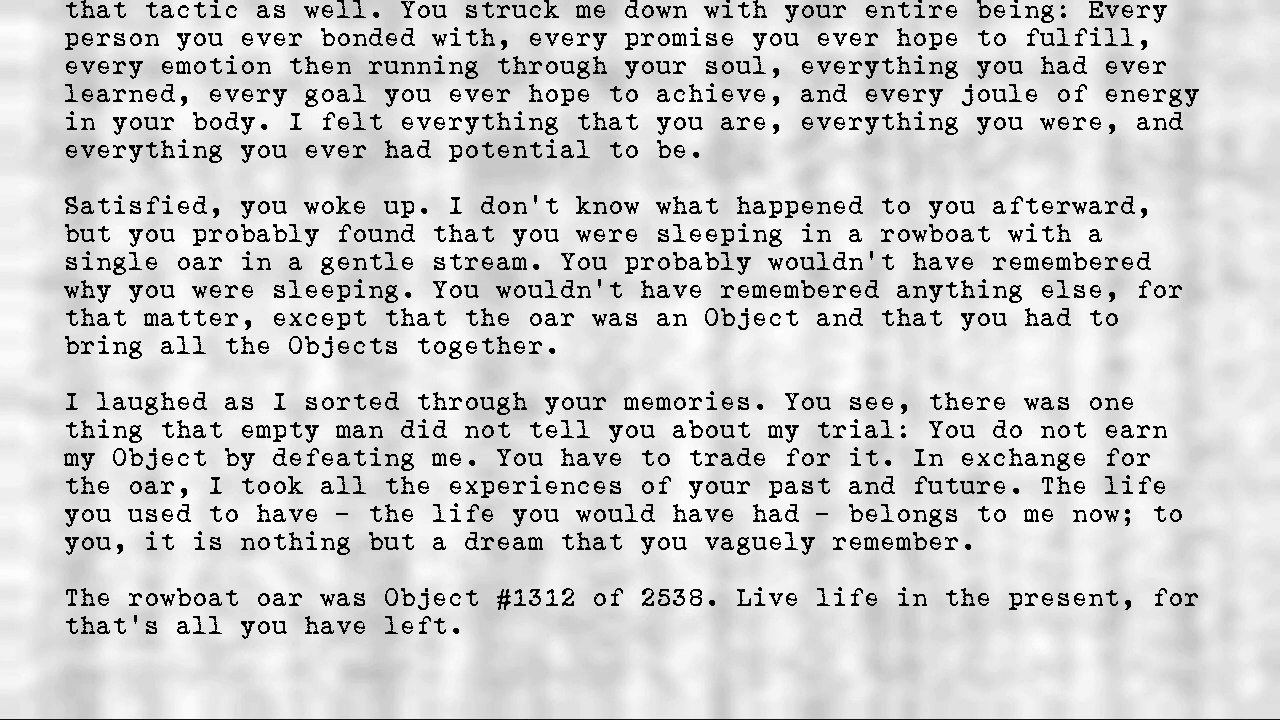 that tactic as well. You struck me down with your entire being: Every
person you ever bonded with, every promise you ever hope to fulfill,
every emotion then running through your soul, everything you had ever
learned, every goal you ever hope to achieve, and every joule of energy
in your body. I felt everything that you are, everything you were, and
everything you ever had potential to be.

Satisfied, you woke up. I don't know what happened to you afterward,
but you probably found that you were sleeping in a rowboat with a
single oar in a gentle stream. You probably wouldn't have remembered
why you were sleeping. You wouldn't have remembered anything else, for
that matter, except that the oar was an Object and that you had to
bring all the Objects together.

I laughed as I sorted through your memories. You see, there was one
thing that empty man did not tell you about my trial: You do not earn
my Object by defeating me. You have to trade for it. In exchange for
the oar, I took all the experiences of your past and future. The life
you used to have - the life you would have had - belongs to me now; to
you, it is nothing but a dream that you vaguely remember.

The rowboat oar was Object #1312 of 2538. Live life in the present, for
that's all you have left.